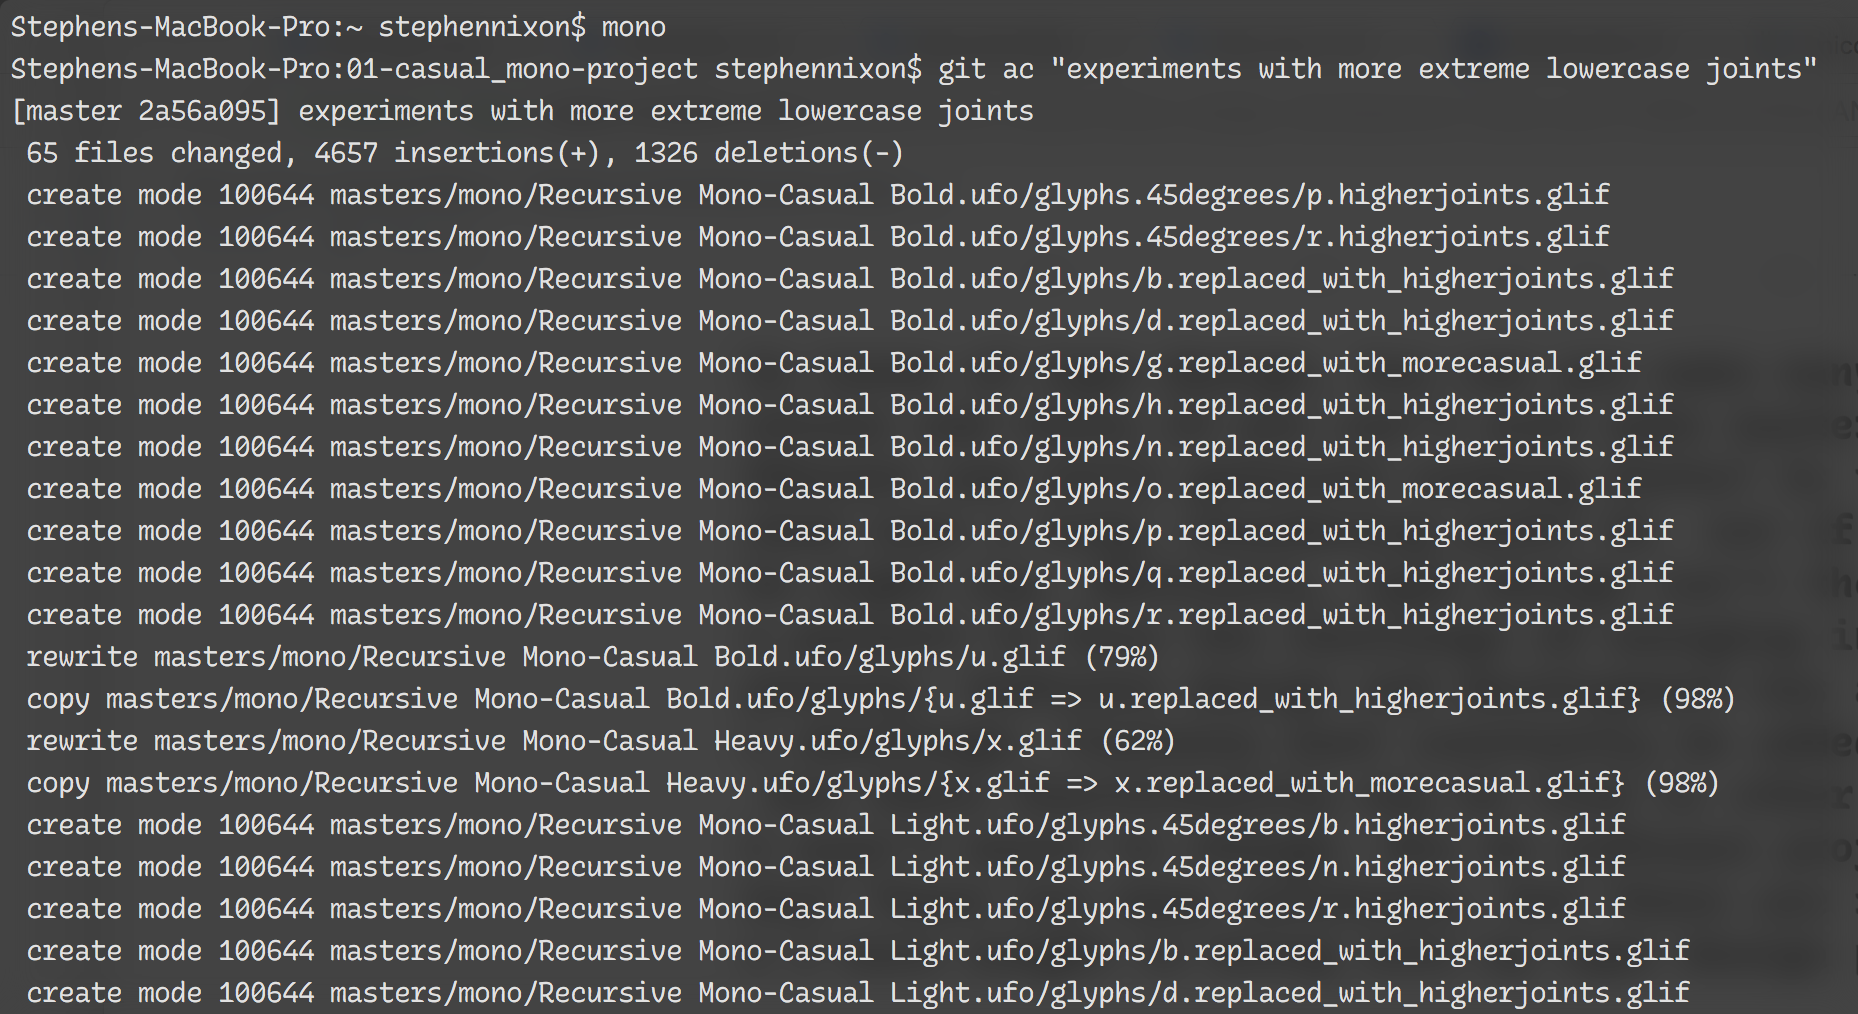 Stephens-MacBook-Pro:~ stephennixon$ mono
Stephens-MacBook-Pro:01-casual_mono-project stephennixon$ git ac "experiments with more extreme lowercase joints"
[master 2a56a095] experiments with more extreme lowercase joints
 65 files changed, 4657 insertions(+), 1326 deletions(-)
 create mode 100644 masters/mono/Recursive Mono-Casual Bold.ufo/glyphs.45degrees/p.higherjoints.glif
 create mode 100644 masters/mono/Recursive Mono-Casual Bold.ufo/glyphs.45degrees/r.higherjoints.glif
 create mode 100644 masters/mono/Recursive Mono-Casual Bold.ufo/glyphs/b.replaced_with_higherjoints.glif
 create mode 100644 masters/mono/Recursive Mono-Casual Bold.ufo/glyphs/d.replaced_with_higherjoints.glif
 create mode 100644 masters/mono/Recursive Mono-Casual Bold.ufo/glyphs/g.replaced_with_morecasual.glif
 create mode 100644 masters/mono/Recursive Mono-Casual Bold.ufo/glyphs/h.replaced_with_higherjoints.glif
 create mode 100644 masters/mono/Recursive Mono-Casual Bold.ufo/glyphs/n.replaced_with_higherjoints.glif
 create mode 100644 masters/mono/Recursive Mono-Casual Bold.ufo/glyphs/o.replaced_with_morecasual.glif
 create mode 100644 masters/mono/Recursive Mono-Casual Bold.ufo/glyphs/p.replaced_with_higherjoints.glif
 create mode 100644 masters/mono/Recursive Mono-Casual Bold.ufo/glyphs/q.replaced_with_higherjoints.glif
 create mode 100644 masters/mono/Recursive Mono-Casual Bold.ufo/glyphs/r.replaced_with_higherjoints.glif
 rewrite masters/mono/Recursive Mono-Casual Bold.ufo/glyphs/u.glif (79%)
 copy masters/mono/Recursive Mono-Casual Bold.ufo/glyphs/{u.glif => u.replaced_with_higherjoints.glif} (98%)
 rewrite masters/mono/Recursive Mono-Casual Heavy.ufo/glyphs/x.glif (62%)
 copy masters/mono/Recursive Mono-Casual Heavy.ufo/glyphs/{x.glif => x.replaced_with_morecasual.glif} (98%)
 create mode 100644 masters/mono/Recursive Mono-Casual Light.ufo/glyphs.45degrees/b.higherjoints.glif
 create mode 100644 masters/mono/Recursive Mono-Casual Light.ufo/glyphs.45degrees/n.higherjoints.glif
 create mode 100644 masters/mono/Recursive Mono-Casual Light.ufo/glyphs.45degrees/r.higherjoints.glif
 create mode 100644 masters/mono/Recursive Mono-Casual Light.ufo/glyphs/b.replaced_with_higherjoints.glif
 create mode 100644 masters/mono/Recursive Mono-Casual Light.ufo/glyphs/d.replaced_with_higherjoints.glif